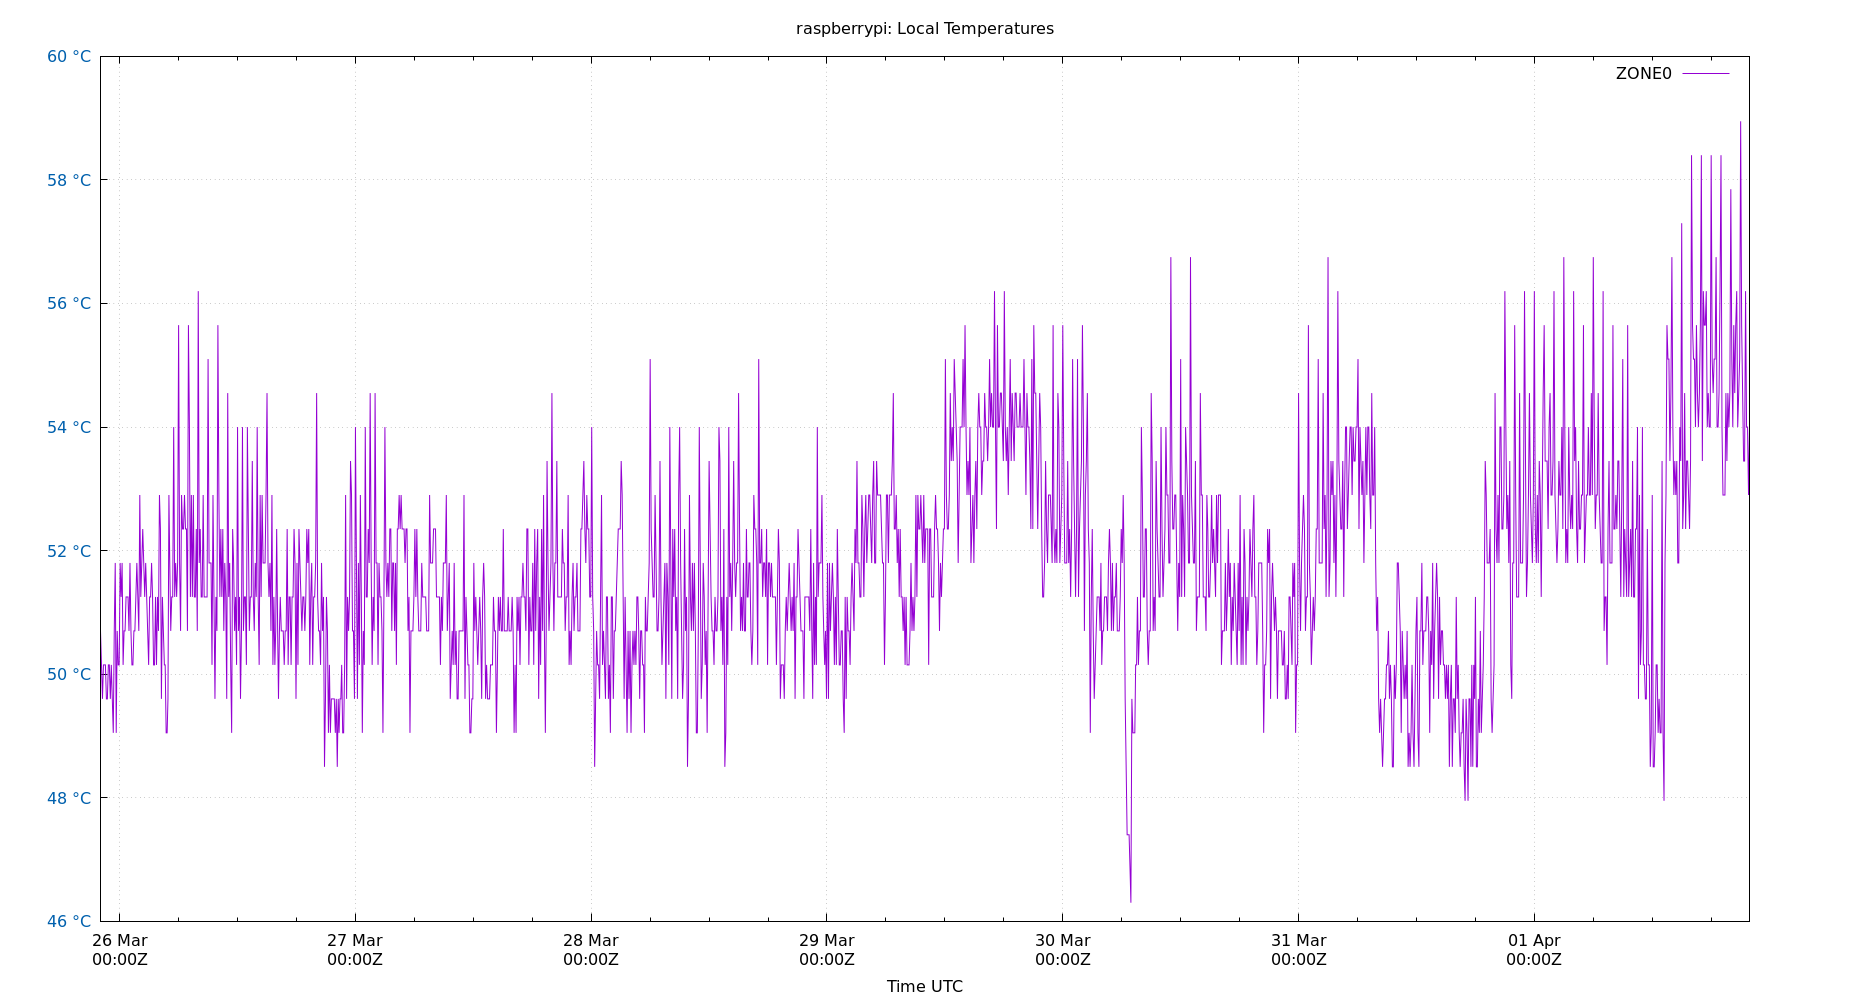 raspberrypi: Local Temperatures
60 °C
ZONE0
58 °C
56 °C
54 °C
52 °C
50 °C
48 °C
46 °C
26 Mar 27 Mar 28 Mar 29 Mar 30 Mar 31 Mar 01 Apr
00:00Z 00:00Z 00:00Z 00:00Z 00:00Z 00:00Z 00:00Z
Time UTC